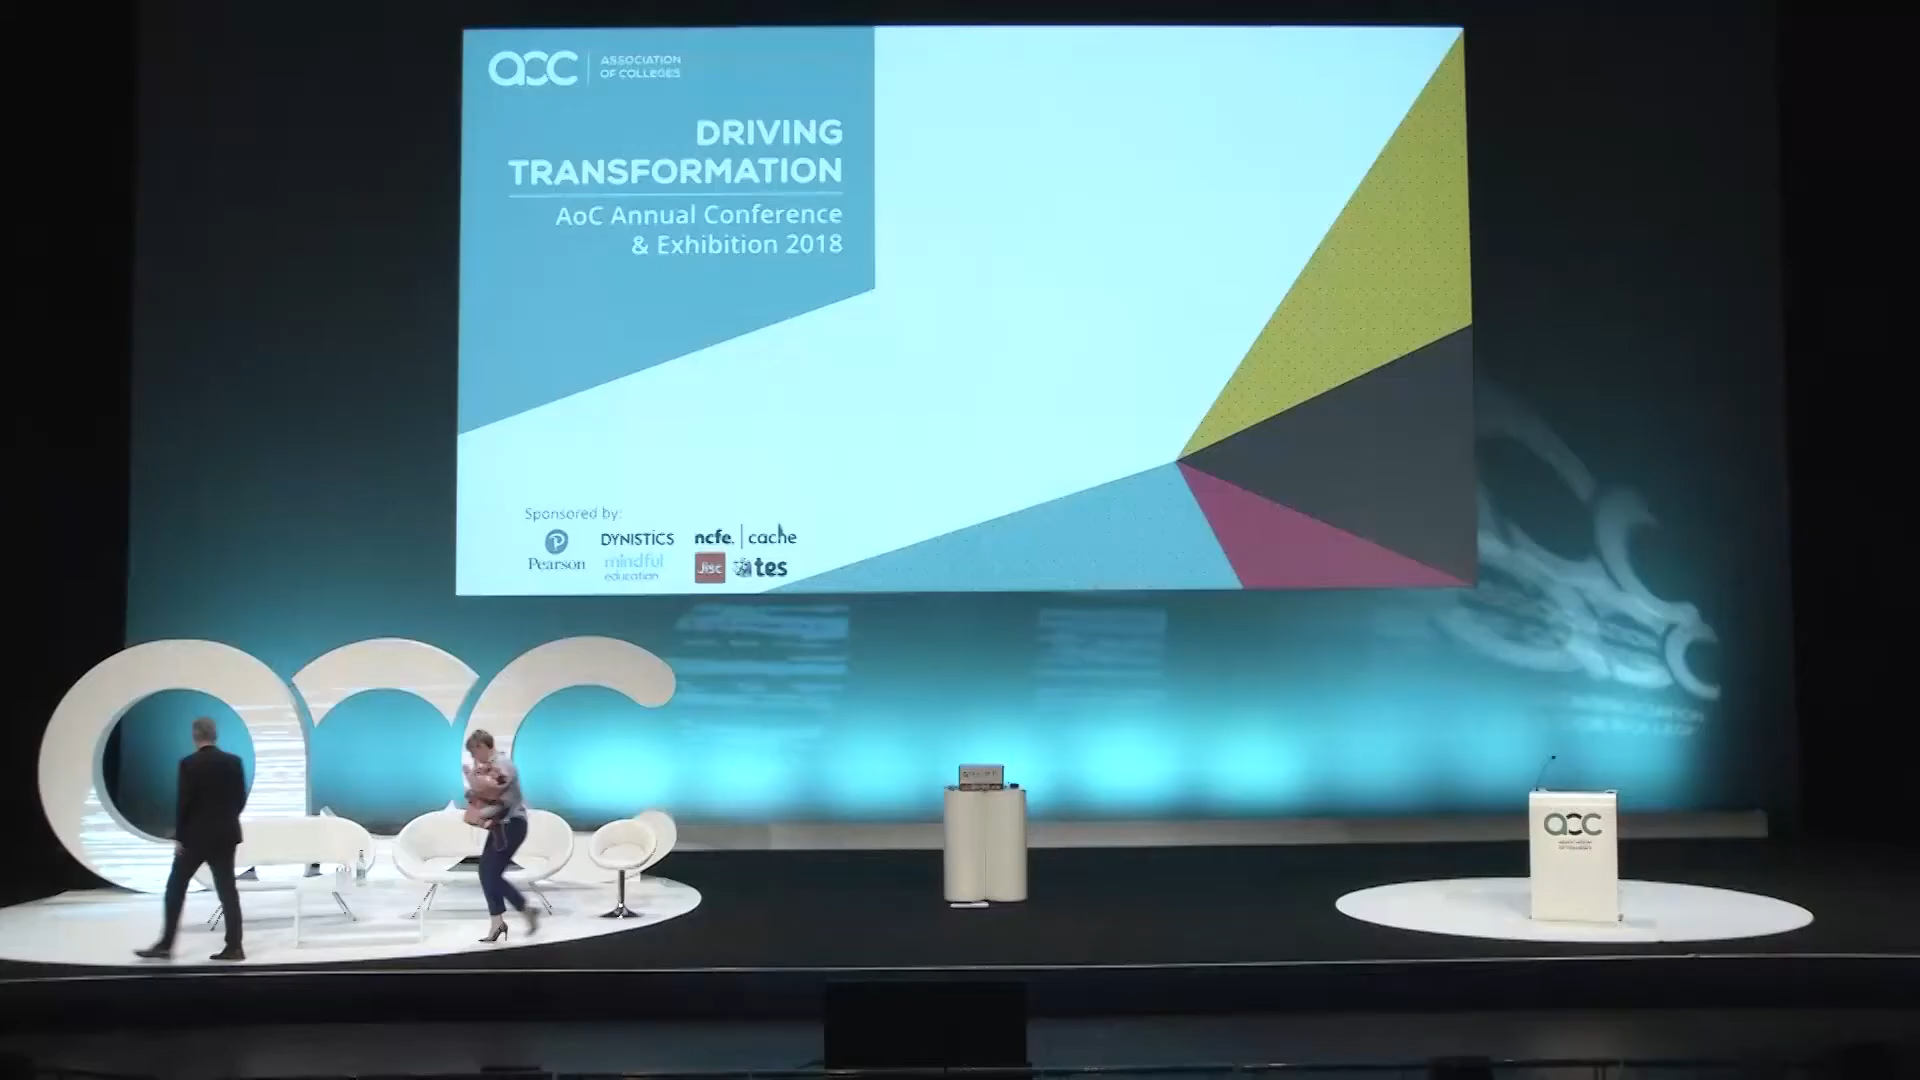 aoc
ASSOCIATION
OF COLLEGES
DRIVING
TRANSFORMATION
AoC Annual Conference
& Exhibition 2018
Sponsored by:
Pearson
DYNISTICS
ncfe. cache
mindful
education
Jisc
tes
aoc
aoc